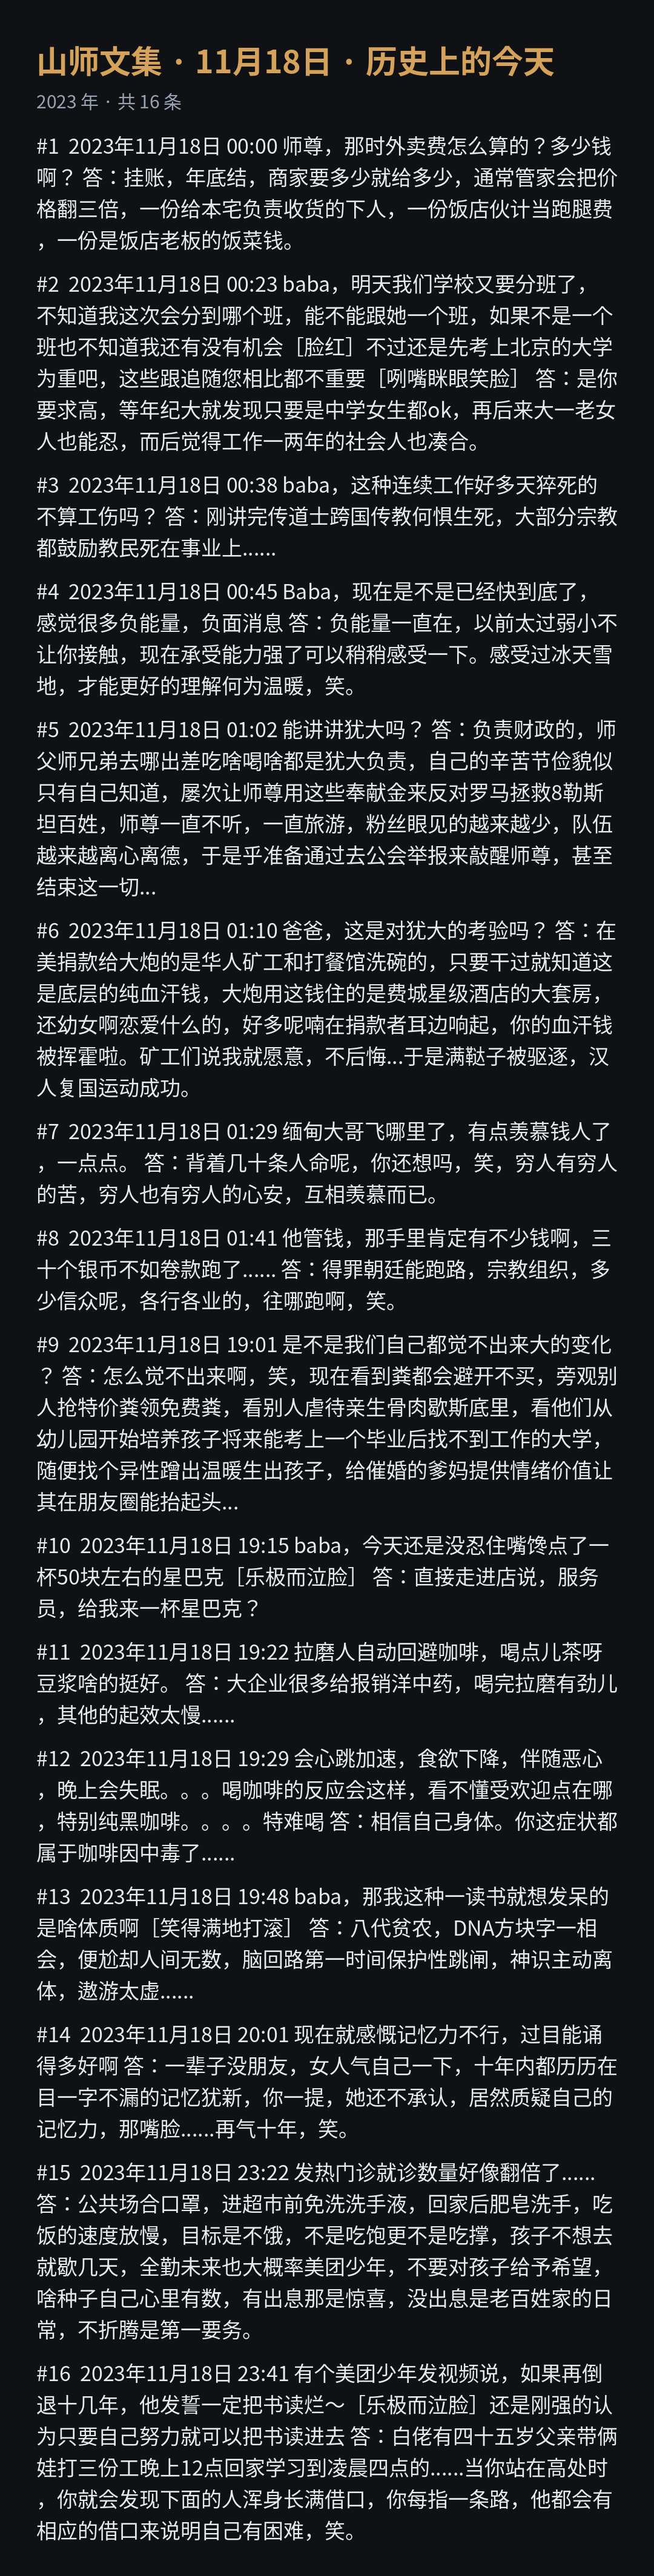 山师文集 · 11月18日 · 历史上的今天
2023 年 · 共 16 条
#1 2023年11月18日 00:00 师尊，那时外卖费怎么算的？多少钱
啊？ 答：挂账，年底结，商家要多少就给多少，通常管家会把价
格翻三倍，一份给本宅负责收货的下人，一份饭店伙计当跑腿费
，一份是饭店老板的饭菜钱。
#2 2023年11月18日 00:23 baba，明天我们学校又要分班了，
不知道我这次会分到哪个班，能不能跟她一个班，如果不是一个
班也不知道我还有没有机会［脸红］不过还是先考上北京的大学
为重吧，这些跟追随您相比都不重要［咧嘴眯眼笑脸］ 答：是你
要求高，等年纪大就发现只要是中学女生都ok，再后来大一老女
人也能忍，而后觉得工作一两年的社会人也凑合。
#3 2023年11月18日 00:38 baba，这种连续工作好多天猝死的
不算工伤吗？ 答：刚讲完传道士跨国传教何惧生死，大部分宗教
都鼓励教民死在事业上……
#4 2023年11月18日 00:45 Baba，现在是不是已经快到底了，
感觉很多负能量，负面消息 答：负能量一直在，以前太过弱小不
让你接触，现在承受能力强了可以稍稍感受一下。感受过冰天雪
地，才能更好的理解何为温暖，笑。
#5 2023年11月18日 01:02 能讲讲犹大吗？ 答：负责财政的，师
父师兄弟去哪出差吃啥喝啥都是犹大负责，自己的辛苦节俭貌似
只有自己知道，屡次让师尊用这些奉献金来反对罗马拯救8勒斯
坦百姓，师尊一直不听，一直旅游，粉丝眼见的越来越少，队伍
越来越离心离德，于是乎准备通过去公会举报来敲醒师尊，甚至
结束这一切…
#6 2023年11月18日 01:10 爸爸，这是对犹大的考验吗？ 答：在
美捐款给大炮的是华人矿工和打餐馆洗碗的，只要干过就知道这
是底层的纯血汗钱，大炮用这钱住的是费城星级酒店的大套房，
还幼女啊恋爱什么的，好多呢喃在捐款者耳边响起，你的血汗钱
被挥霍啦。矿工们说我就愿意，不后悔…于是满鞑子被驱逐，汉
人复国运动成功。
#7 2023年11月18日 01:29 缅甸大哥飞哪里了，有点羡慕钱人了
，一点点。 答：背着几十条人命呢，你还想吗，笑，穷人有穷人
的苦，穷人也有穷人的心安，互相羡慕而已。
#8 2023年11月18日 01:41 他管钱，那手里肯定有不少钱啊，三
十个银币不如卷款跑了…… 答：得罪朝廷能跑路，宗教组织，多
少信众呢，各行各业的，往哪跑啊，笑。
#9 2023年11月18日 19:01 是不是我们自己都觉不出来大的变化
？ 答：怎么觉不出来啊，笑，现在看到粪都会避开不买，旁观别
人抢特价粪领免费粪，看别人虐待亲生骨肉歇斯底里，看他们从
幼儿园开始培养孩子将来能考上一个毕业后找不到工作的大学，
随便找个异性蹭出温暖生出孩子，给催婚的爹妈提供情绪价值让
其在朋友圈能抬起头…
#10 2023年11月18日 19:15 baba，今天还是没忍住嘴馋点了一
杯50块左右的星巴克［乐极而泣脸］ 答：直接走进店说，服务
员，给我来一杯星巴克？
#11 2023年11月18日 19:22 拉磨人自动回避咖啡，喝点儿茶呀
豆浆啥的挺好。 答：大企业很多给报销洋中药，喝完拉磨有劲儿
，其他的起效太慢……
#12 2023年11月18日 19:29 会心跳加速，食欲下降，伴随恶心
，晚上会失眠。。。喝咖啡的反应会这样，看不懂受欢迎点在哪
，特别纯黑咖啡。。。。特难喝 答：相信自己身体。你这症状都
属于咖啡因中毒了……
#13 2023年11月18日 19:48 baba，那我这种一读书就想发呆的
是啥体质啊［笑得满地打滚］ 答：八代贫农，DNA方块字一相
会，便尬却人间无数，脑回路第一时间保护性跳闸，神识主动离
体，遨游太虚……
#14 2023年11月18日 20:01 现在就感慨记忆力不行，过目能诵
得多好啊 答：一辈子没朋友，女人气自己一下，十年内都历历在
目一字不漏的记忆犹新，你一提，她还不承认，居然质疑自己的
记忆力，那嘴脸……再气十年，笑。
#15 2023年11月18日 23:22 发热门诊就诊数量好像翻倍了……
答：公共场合口罩，进超市前免洗洗手液，回家后肥皂洗手，吃
饭的速度放慢，目标是不饿，不是吃饱更不是吃撑，孩子不想去
就歇几天，全勤未来也大概率美团少年，不要对孩子给予希望，
啥种子自己心里有数，有出息那是惊喜，没出息是老百姓家的日
常，不折腾是第一要务。
#16 2023年11月18日 23:41 有个美团少年发视频说，如果再倒
退十几年，他发誓一定把书读烂～［乐极而泣脸］还是刚强的认
为只要自己努力就可以把书读进去 答：白佬有四十五岁父亲带俩
娃打三份工晚上12点回家学习到凌晨四点的……当你站在高处时
，你就会发现下面的人浑身长满借口，你每指一条路，他都会有
相应的借口来说明自己有困难，笑。